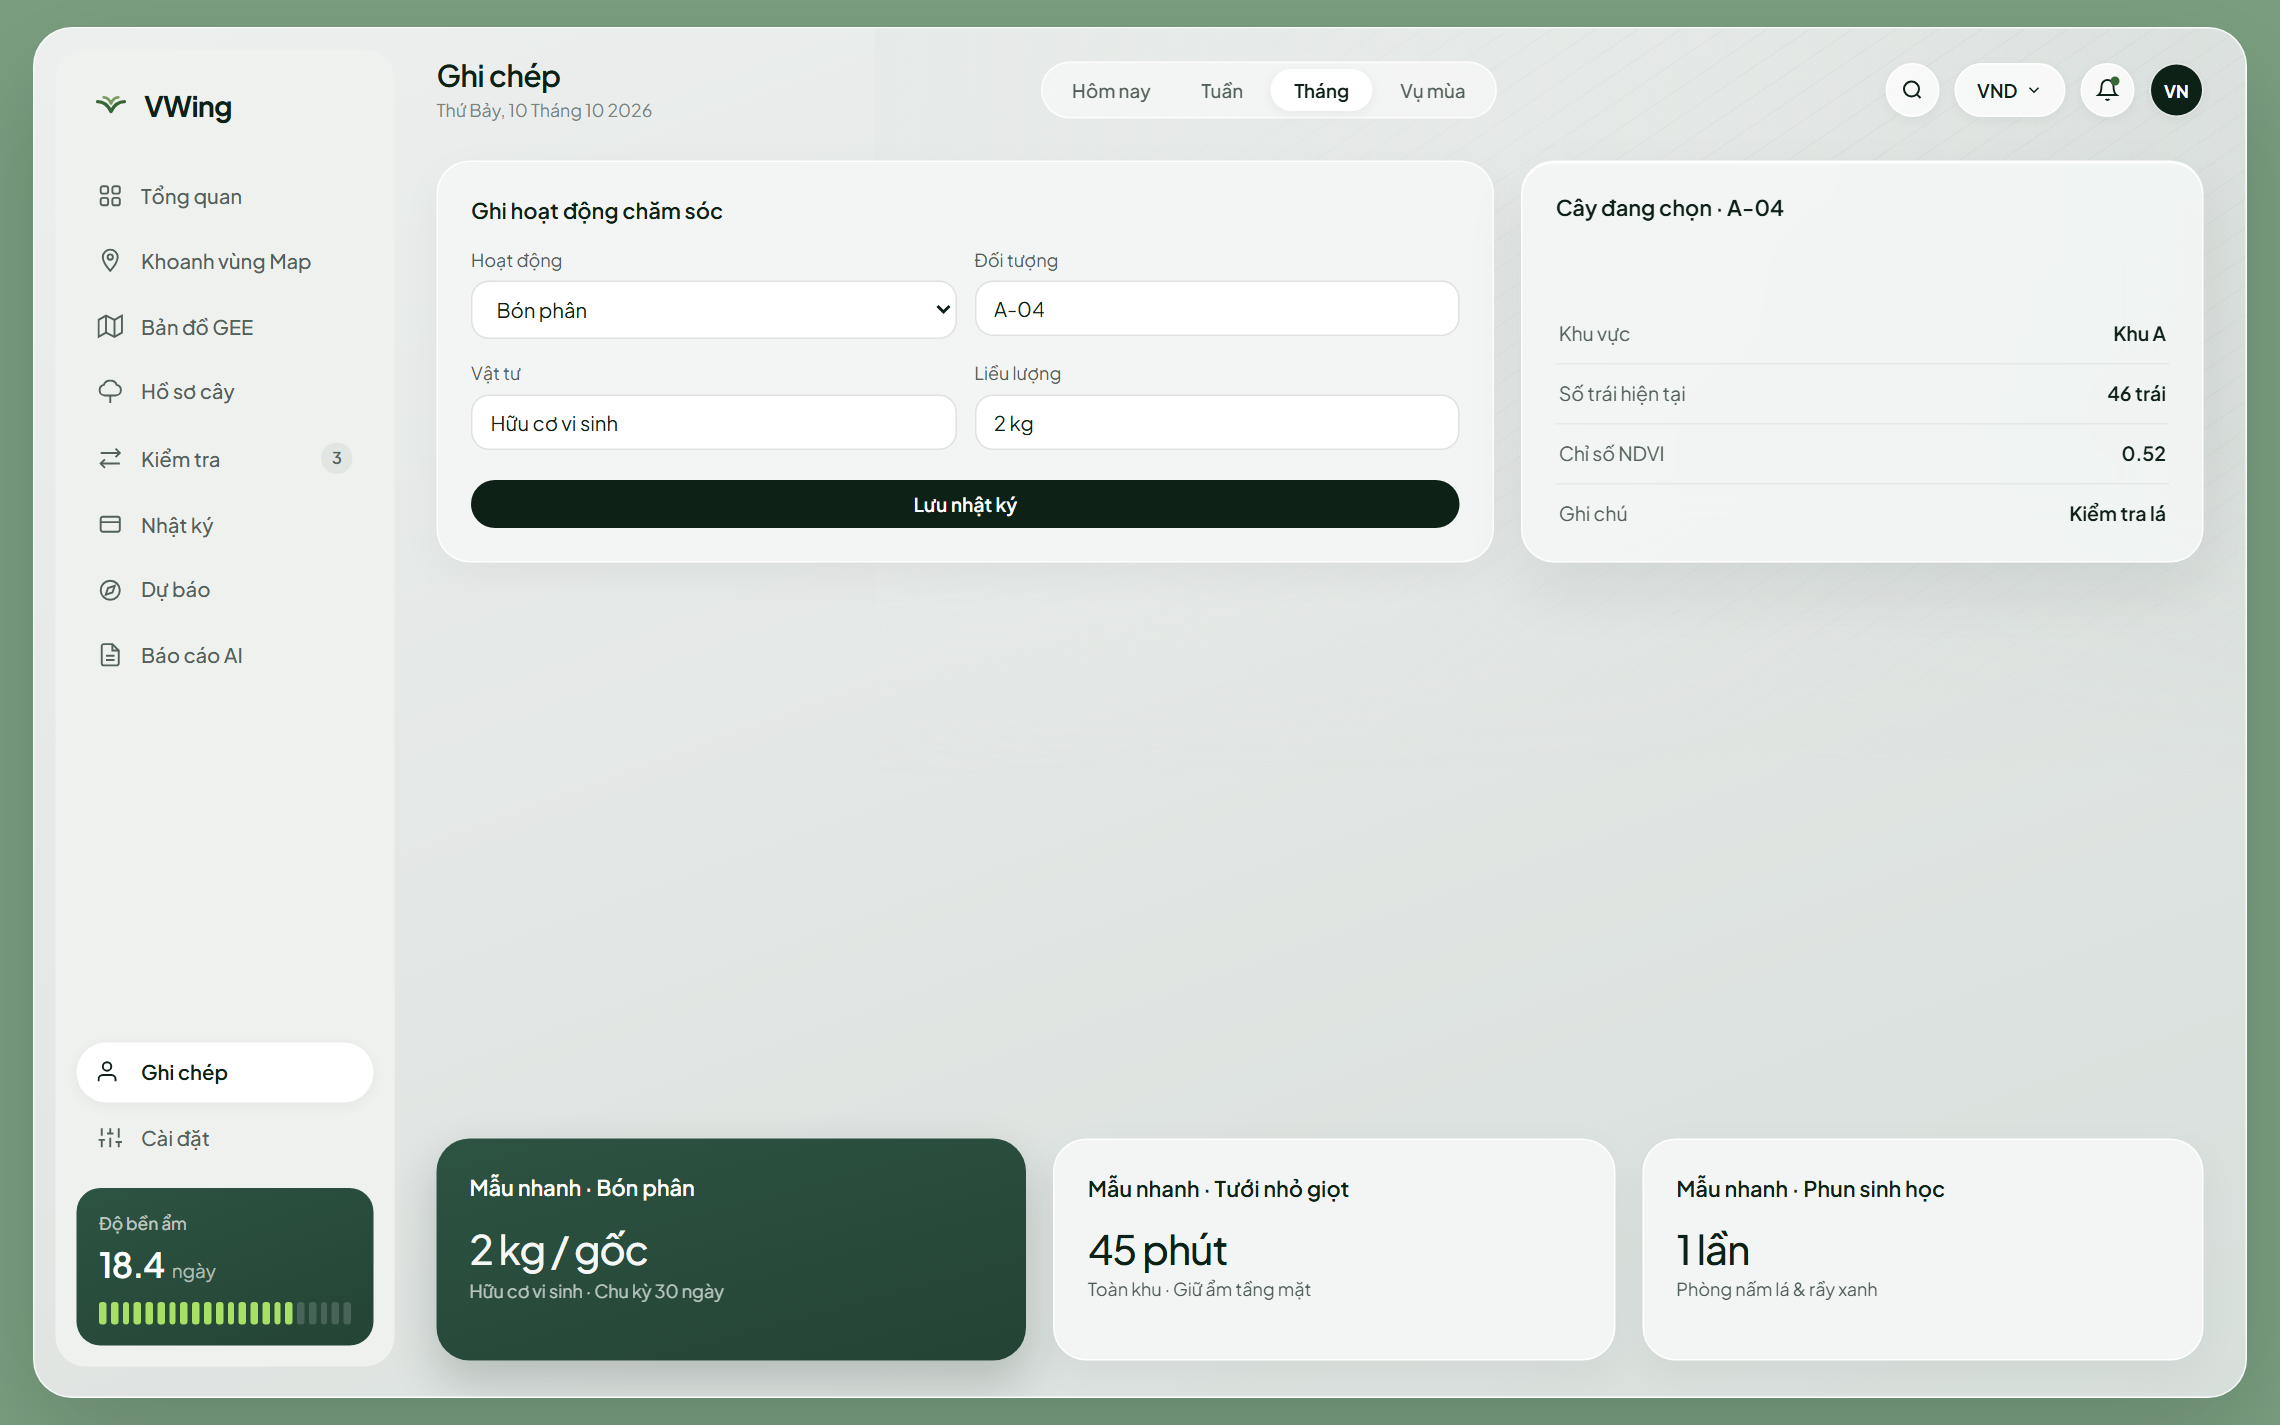 VWing
Tổng quan
Khoanh vùng Map
Bản đồ GEE
Hồ sơ cây
Kiểm tra 3
Nhật ký
Dự báo
Báo cáo AI
Ghi chép
Cài đặt
Độ bền ẩm
18.4 ngày
Ghi chép
Thứ Bảy, 10 Tháng 10 2026
Hôm nay Tuần Tháng Vụ mùa
VND VN
Ghi hoạt động chăm sóc
Hoạt động Đối tượng
Bón phân A-04
Vật tư Liều lượng
Hữu cơ vi sinh 2 kg
Lưu nhật ký
Cây đang chọn · A-04
Khu vực Khu A
Số trái hiện tại 46 trái
Chỉ số NDVI 0.52
Ghi chú Kiểm tra lá
Mẫu nhanh · Bón phân
2 kg / gốc
Hữu cơ vi sinh · Chu kỳ 30 ngày
Mẫu nhanh · Tưới nhỏ giọt
45 phút
Toàn khu · Giữ ẩm tầng mặt
Mẫu nhanh · Phun sinh học
1 lần
Phòng nấm lá & rầy xanh